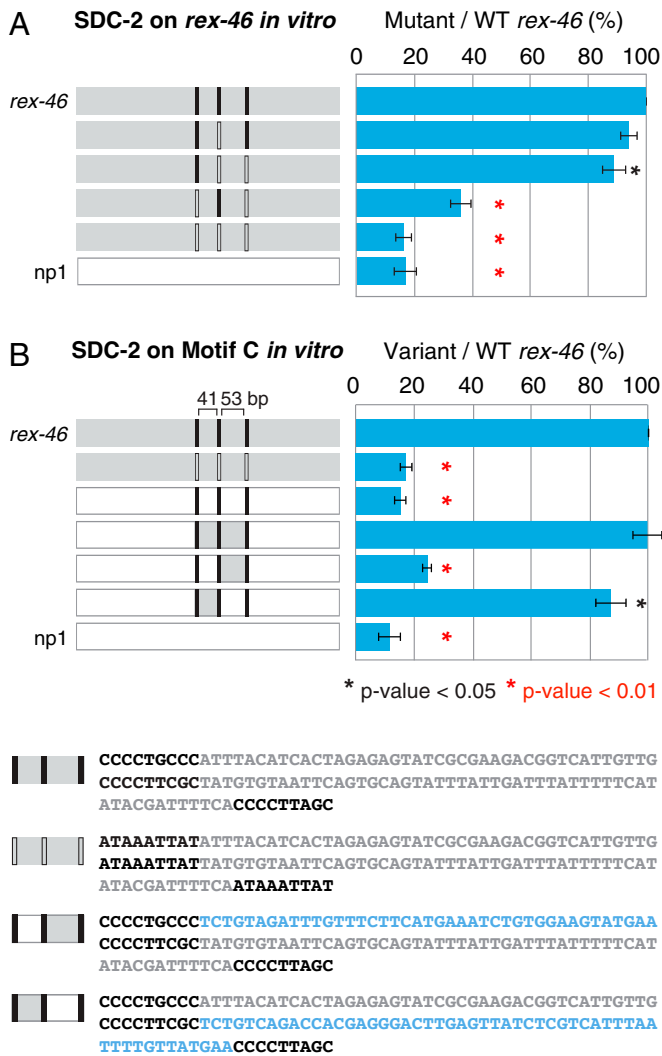 A SDC-2 on rex-46 in vitro Mutant / WT rex-46 (%)
0 20 40 60 80 100
rex-46
*
*
*
*
np1
B SDC-2 on Motif C in vitro Variant / WT rex-46 (%)
41 53 bp
0 20 40 60 80 100
rex-46
*
*
*
*
*
np1
* p-value < 0.05 * p-value < 0.01
CCCCTGCCCATTTACATCACTAGAGAGTATCGCGAAGACGGTCATTGTTG
CCCCTTCGCTATGTGTAATTCAGTGCAGTATTTATTGATTTATTTTTCAT
ATACGATTTTCACCCCTTAGC
ATAAATTATATTTACATCACTAGAGAGTATCGCGAAGACGGTCATTGTTG
ATAAATTATTATGTGTAATTCAGTGCAGTATTTATTGATTTATTTTTCAT
ATACGATTTTCAATAAATTAT
CCCCTGCCCTCTGTAGATTTGTTTCTTCATGAAATCTGTGGAAGTATGAA
CCCCTTCGCTATGTGTAATTCAGTGCAGTATTTATTGATTTATTTTTCAT
ATACGATTTTCACCCCTTAGC
CCCCTGCCCATTTACATCACTAGAGAGTATCGCGAAGACGGTCATTGTTG
CCCCTTCGCTCTGTCAGACCACGAGGGACTTGAGTTATCTCGTCATTTAA
TTTTGTTATGAACCCCTTAGC